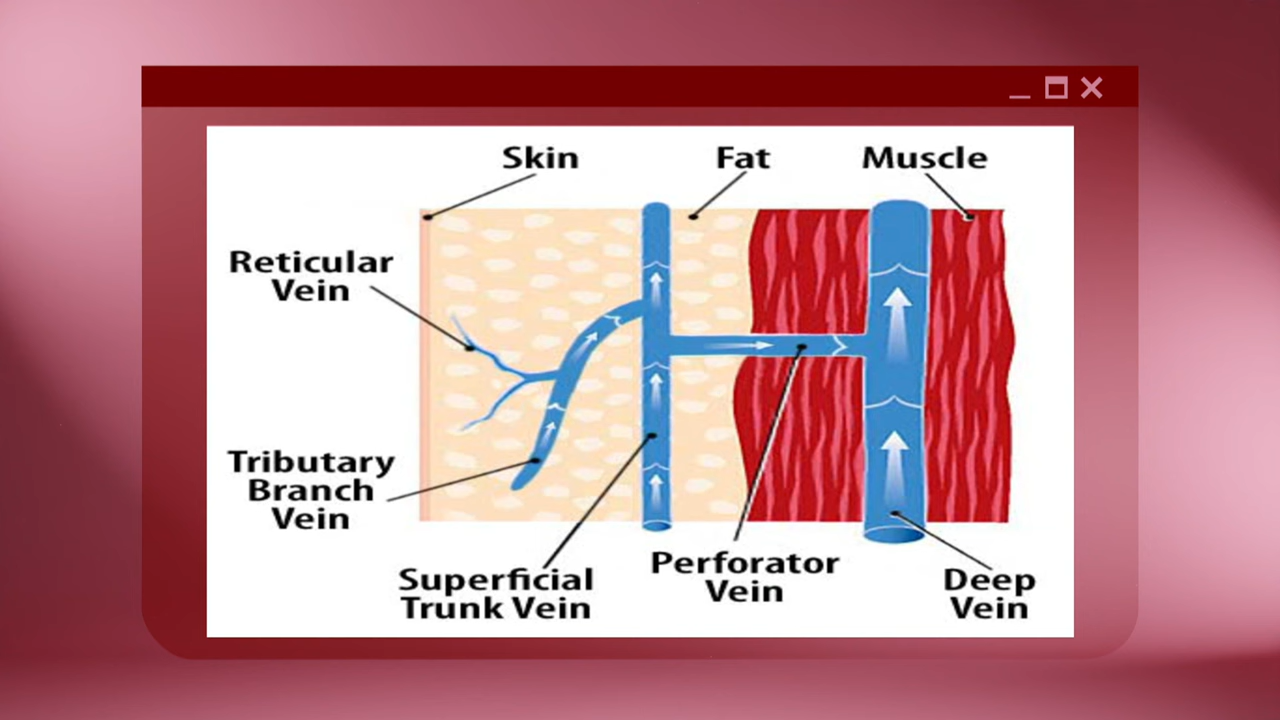 Skin
Fat
Muscle
Reticular
Vein
Tributary
Branch
Vein
Superficial
Trunk Vein
Perforator
Vein
Deep
Vein